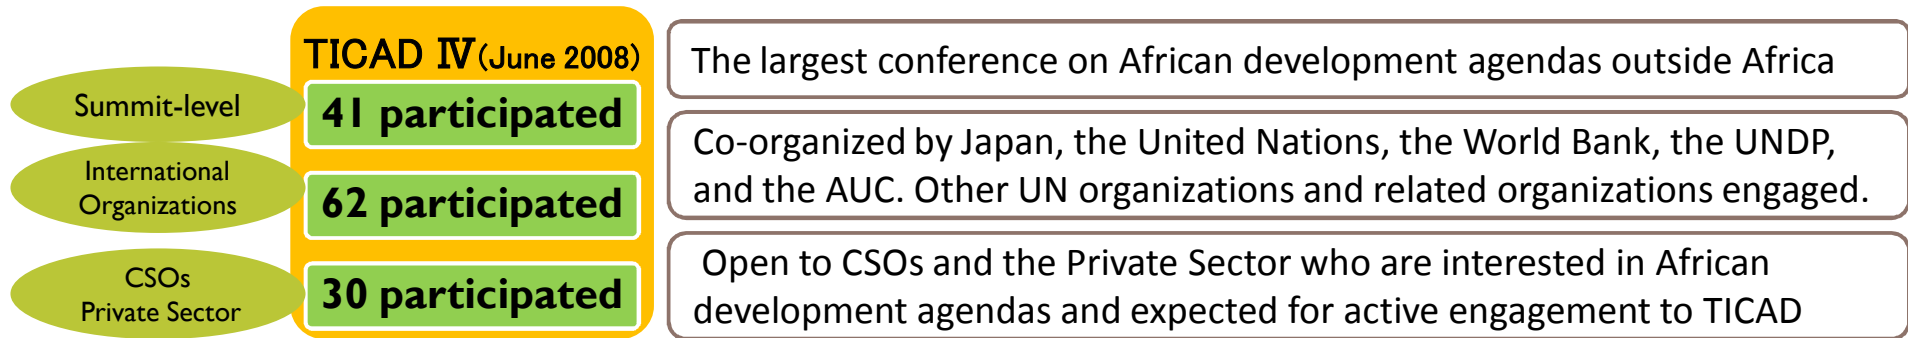 TICAD Ⅳ(June 2008)
Summit-level
41 participated
International
Organizations
62 participated
CSOs
Private Sector
30 participated
The largest conference on African development agendas outside Africa
Co-organized by Japan, the United Nations, the World Bank, the UNDP,
and the AUC. Other UN organizations and related organizations engaged.
Open to CSOs and the Private Sector who are interested in African
development agendas and expected for active engagement to TICAD